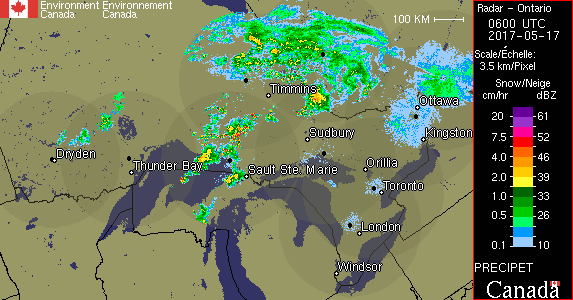 Environment Environnement
Canada Canada
100 KM
Timmins
Ottawa
Sudbury
Kingston
Dryden
Thunder Bay
Sault Ste. Marie
Orillia
Toronto
London
Windsor
Radar - Ontario
0600 UTC
2017-05-17
Scale/Échelle:
3.5 km/Pixel
Snow/Neige
cm/hr dBZ
20 61
7.5 52
4.0 46
2.0 39
1.0 33
0.5 26
0.1 10
PRECIPET
Canada